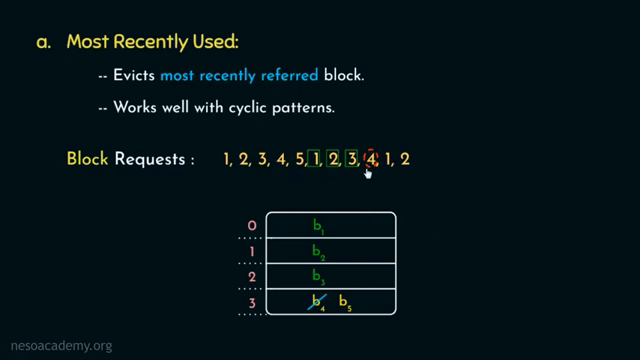 a. Most Recently Used:
-- Evicts most recently referred block.
-- Works well with cyclic patterns.
Block Requests : 1, 2, 3, 4, 5, 1, 2, 3, 4, 1, 2
0 b₁
1 b₂
2 b₃
3 b₄ b₅
nesoacademy.org